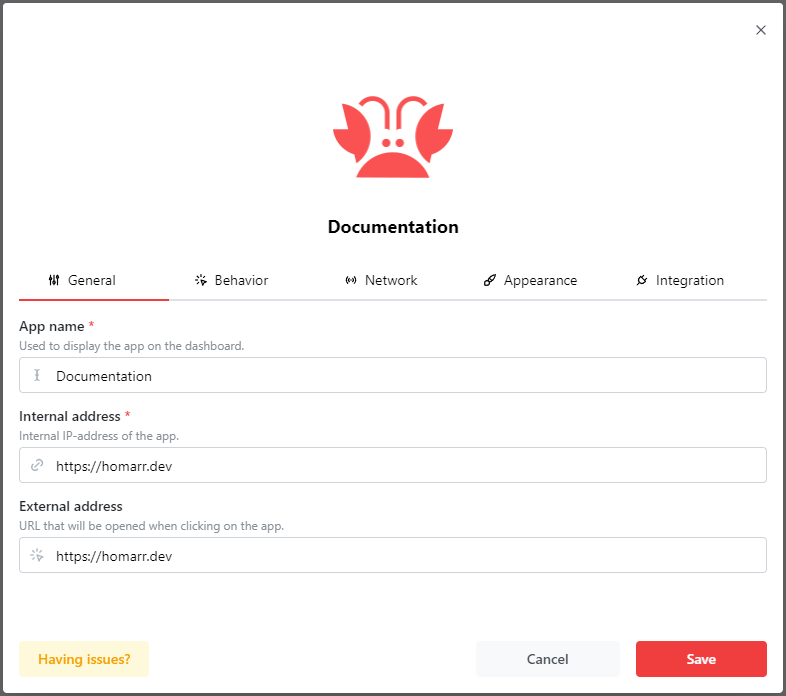 Documentation
General Behavior Network Appearance Integration
App name *
Used to display the app on the dashboard.
Documentation
Internal address *
Internal IP-address of the app.
https://homarr.dev
External address
URL that will be opened when clicking on the app.
https://homarr.dev
Having issues? Cancel Save